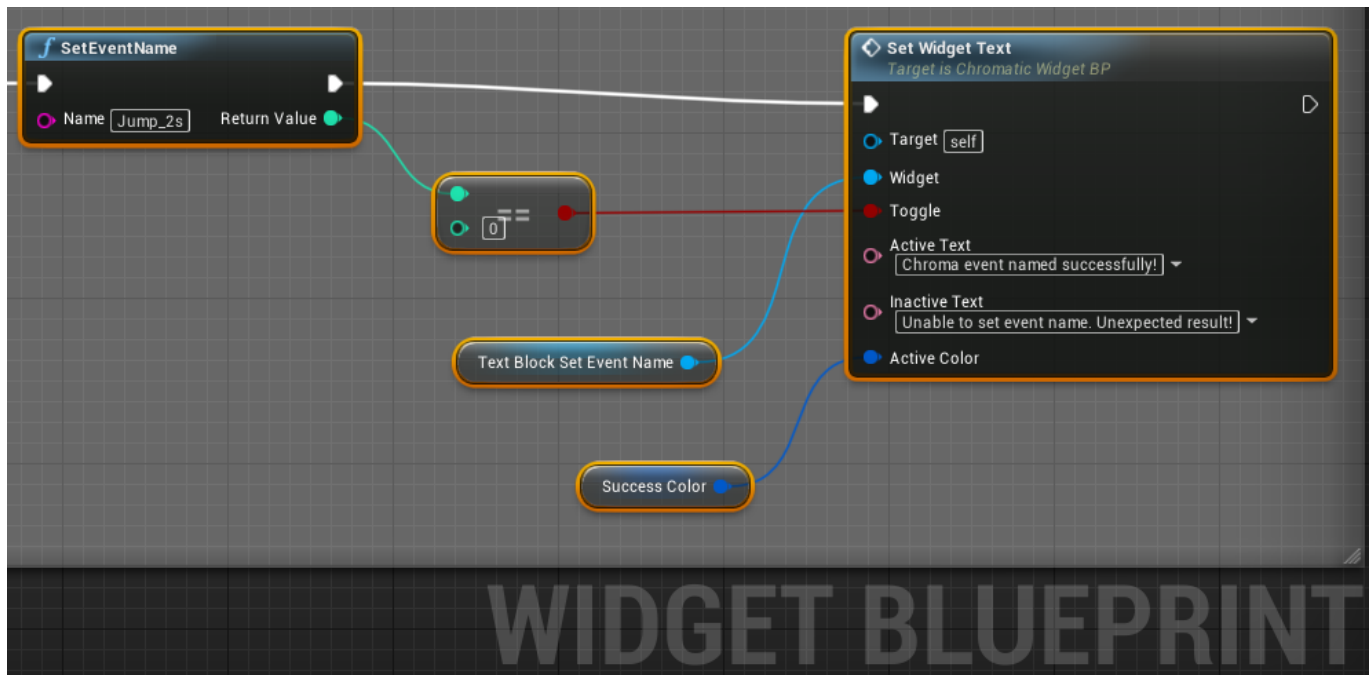 SetEventName
Name Jump_2s Return Value
==
0
Text Block Set Event Name
Success Color
Set Widget Text
Target is Chromatic Widget BP
Target self
Widget
Toggle
Active Text
Chroma event named successfully!
Inactive Text
Unable to set event name. Unexpected result!
Active Color
WIDGET BLUEPRINT